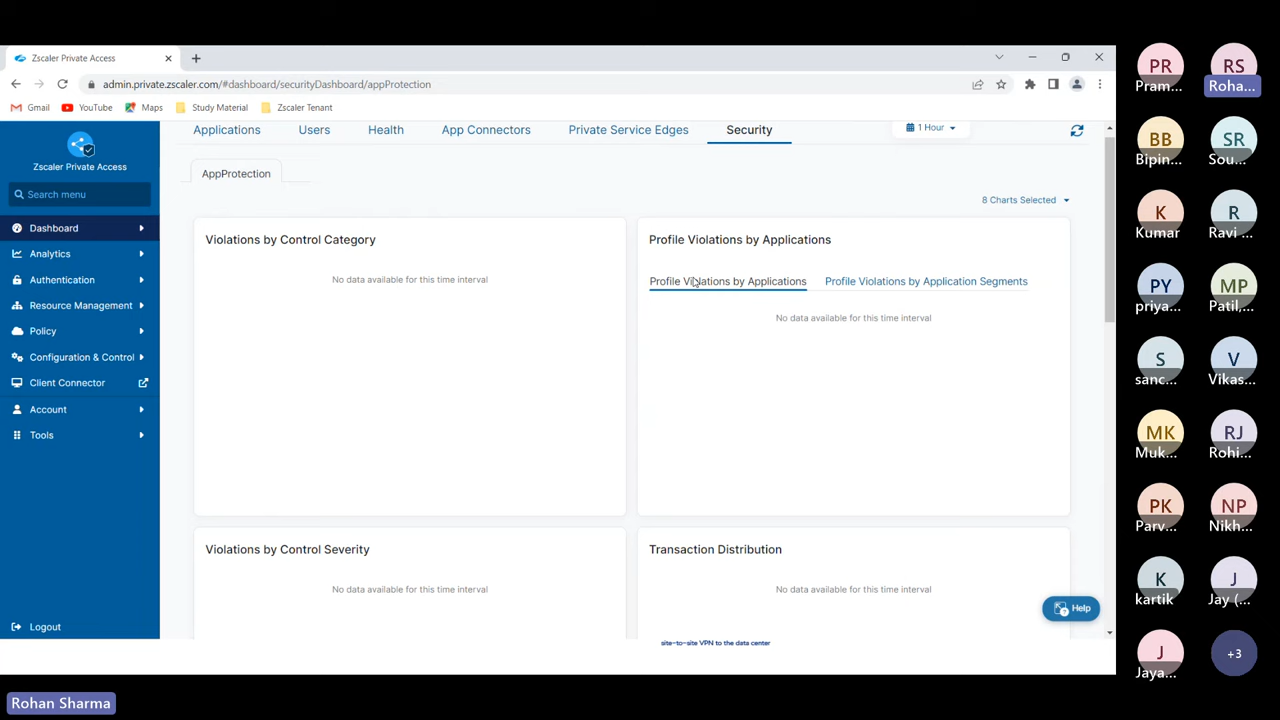 Zscaler Private Access
admin.private.zscaler.com/#dashboard/securityDashboard/appProtection
Gmail
YouTube
Maps
Study Material
Zscaler Tenant
Zscaler Private Access
Search menu
Dashboard
Analytics
Authentication
Resource Management
Policy
Configuration & Control
Client Connector
Account
Tools
Logout
Applications
Users
Health
App Connectors
Private Service Edges
Security
1 Hour
AppProtection
8 Charts Selected
Violations by Control Category
No data available for this time interval
Profile Violations by Applications
Profile Violations by Applications
Profile Violations by Application Segments
No data available for this time interval
Violations by Control Severity
No data available for this time interval
Transaction Distribution
No data available for this time interval
Help
site-to-site VPN to the data center
PR
Pram...
RS
Roha...
BB
Bipin...
SR
Sou...
K
Kumar
R
Ravi ...
PY
priya...
MP
Patil,...
S
sanc...
V
Vikas...
MK
Muk...
RJ
Rohi...
PK
Parv...
NP
Nikh...
K
kartik
J
Jay (...
J
Jaya...
+3
Rohan Sharma